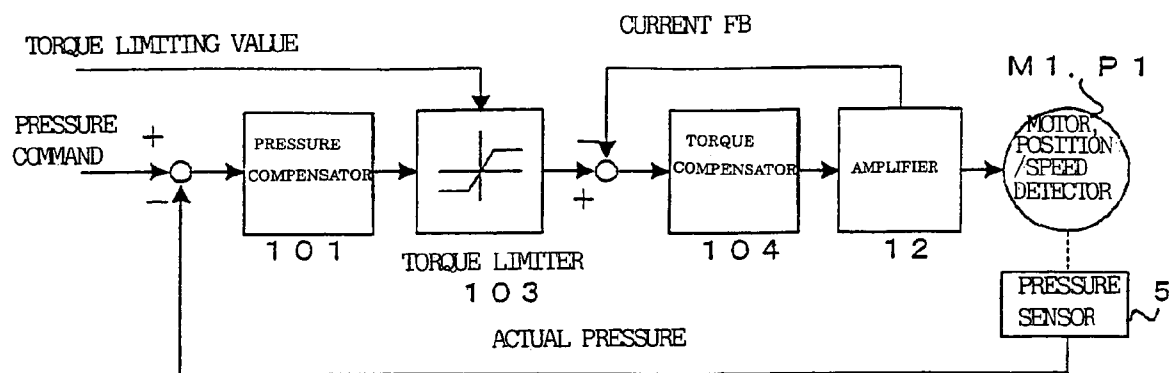 CURRENT FB
TORQUE LIMITING VALUE
M1. P1
PRESSURE
COMMAND
+
−
PRESSURE
COMPENSATOR
101
TORQUE LIMITER
103
−
+
TORQUE
COMPENSATOR
104
AMPLIFIER
12
MOTOR,
POSITION
/SPEED
DETECTOR
PRESSURE
SENSOR
5
ACTUAL PRESSURE